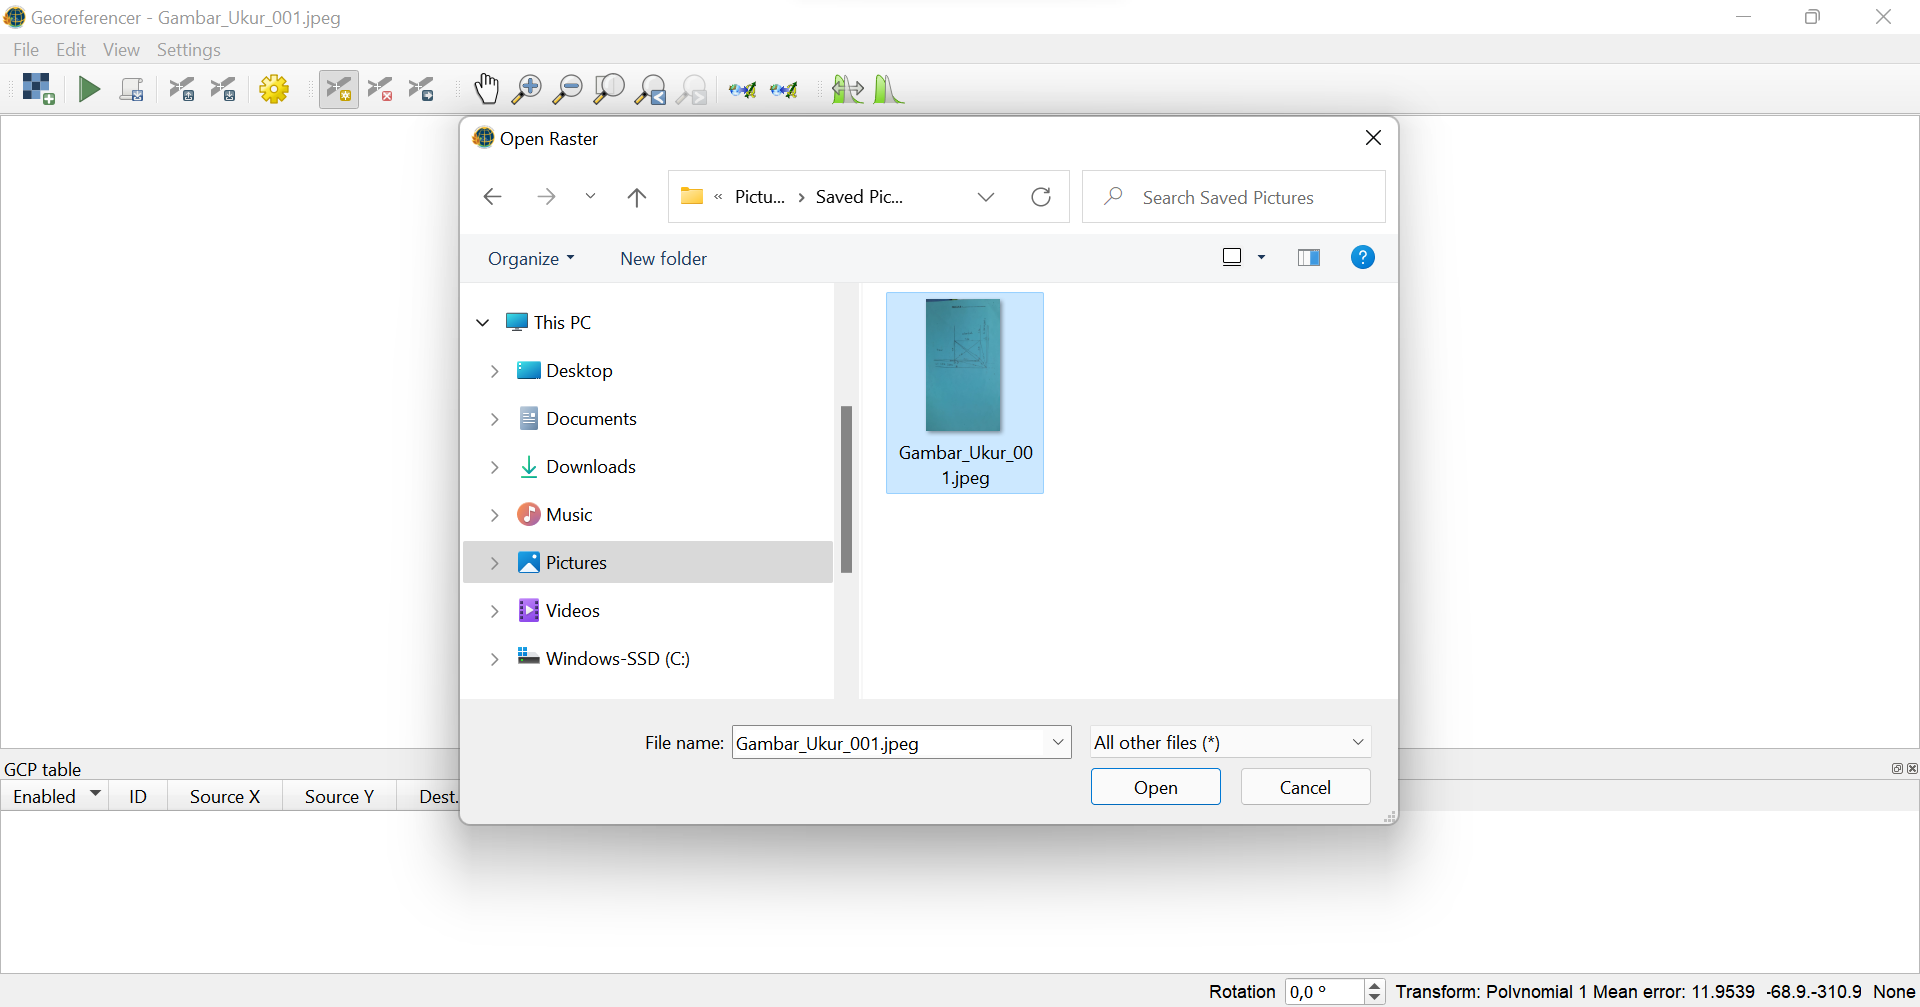 Georeferencer - Gambar_Ukur_001.jpeg
File Edit View Settings
Open Raster
« Pictu... › Saved Pic...
Search Saved Pictures
Organize
New folder
?
This PC
Desktop
Documents
Downloads
Music
Pictures
Videos
Windows-SSD (C:)
Gambar_Ukur_00
1.jpeg
File name: Gambar_Ukur_001.jpeg
All other files (*)
Open
Cancel
GCP table
Enabled ID Source X Source Y Dest.
Rotation 0,0 ° Transform: Polynomial 1 Mean error: 11.9539 -68.9,-310.9 None